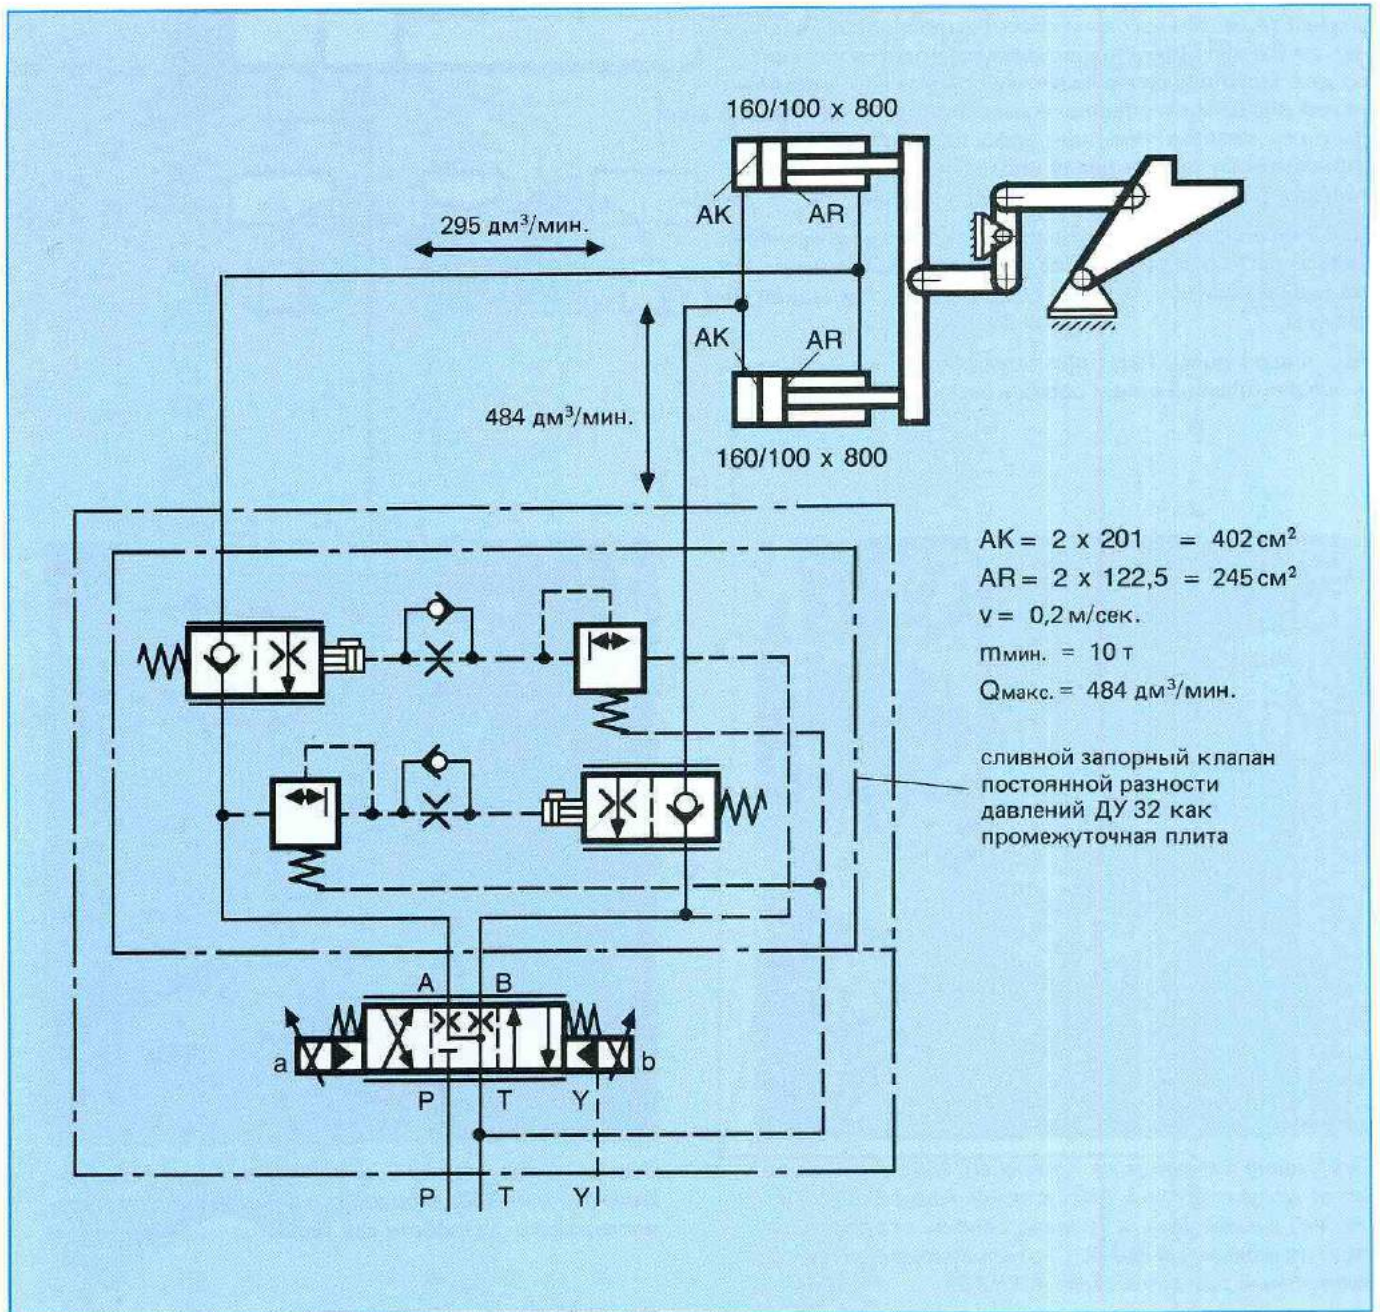 160/100 x 800
AK
AR
295 дм³/мин.
AK
AR
484 дм³/мин.
160/100 x 800
AK = 2 x 201 = 402 см²
AR = 2 x 122,5 = 245 см²
v = 0,2 м/сек.
mмин. = 10 т
Qмакс. = 484 дм³/мин.
сливной запорный клапан
постоянной разности
давлений ДУ 32 как
промежуточная плита
A
B
a
b
P
T
Y
P
T
Y